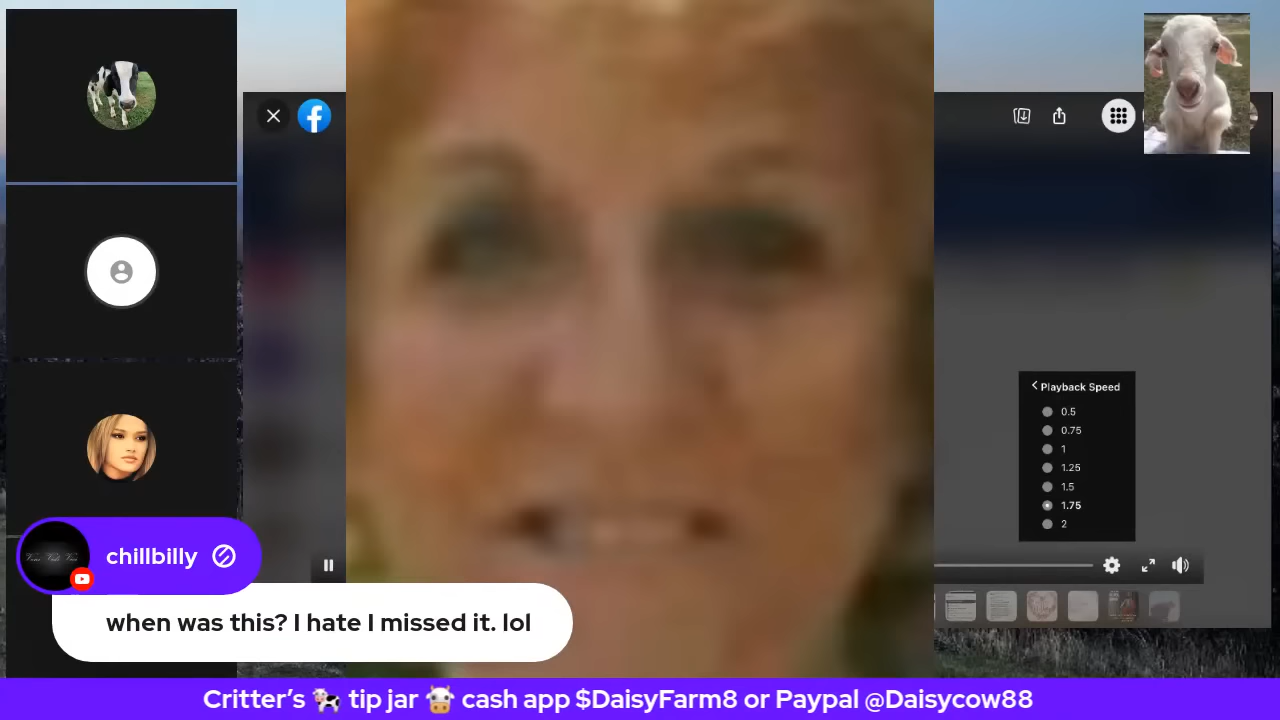 Playback Speed
0.5
0.75
1
1.25
1.5
1.75
2
chillbilly
when was this? I hate I missed it. lol
Critter's 🐄 tip jar 🐮 cash app $DaisyFarm8 or Paypal @Daisycow88